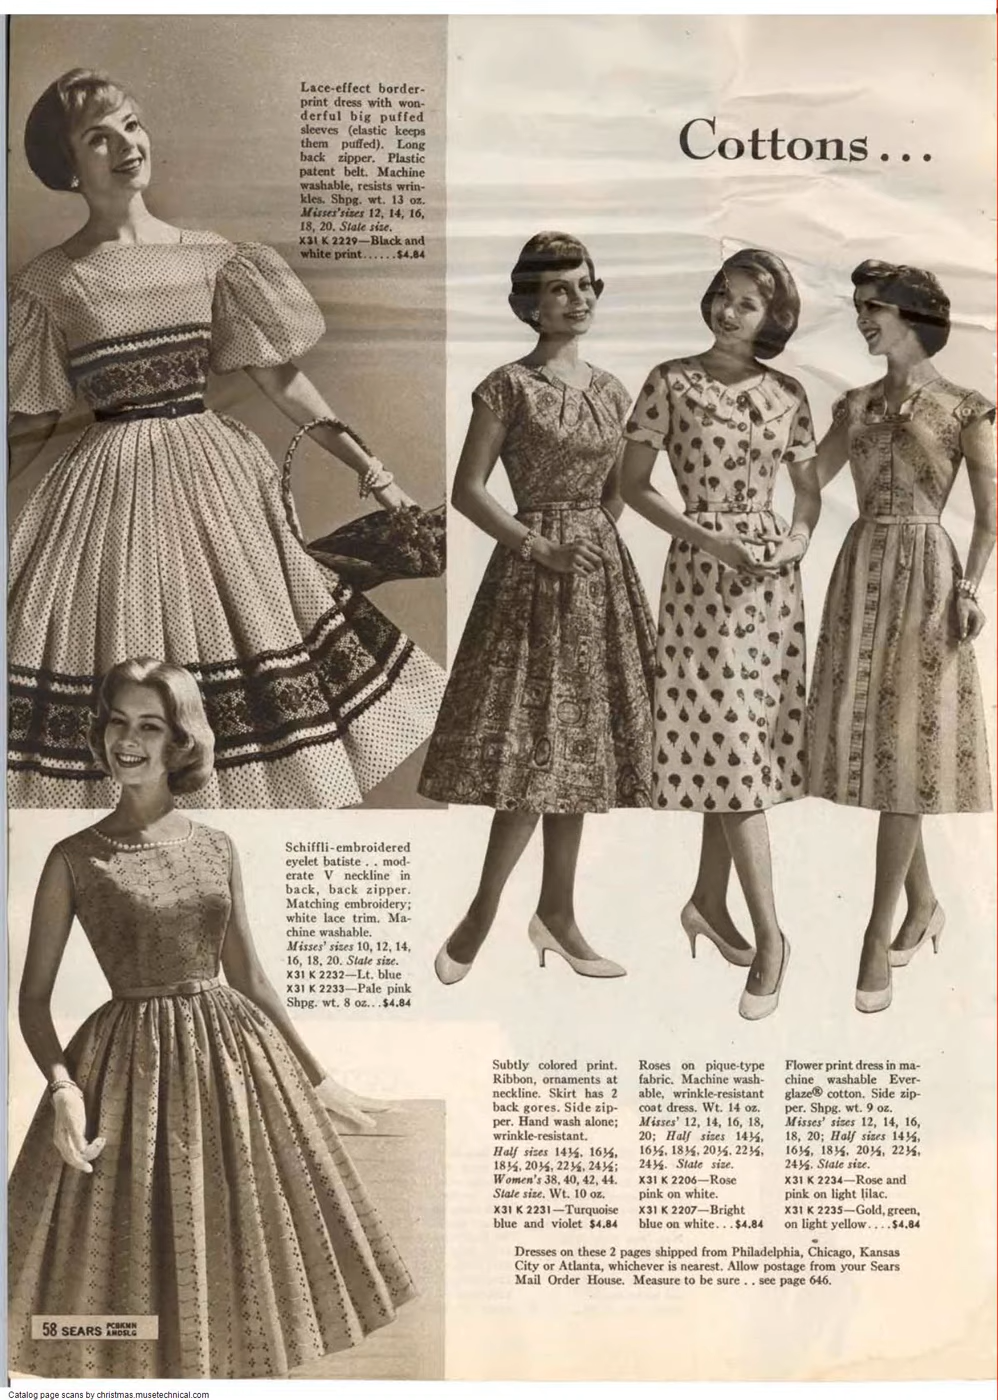 Lace-effect border-
print dress with won-
derful big puffed
sleeves (elastic keeps
them puffed). Long
back zipper. Plastic
patent belt. Machine
washable, resists wrin-
kles. Shpg. wt. 13 oz.
Misses' sizes 12, 14, 16,
18, 20. State size.
X31 K 2229—Black and
white print......$4.84
Cottons...
Schiffli-embroidered
eyelet batiste . . mod-
erate V neckline in
back, back zipper.
Matching embroidery;
white lace trim. Ma-
chine washable.
Misses' sizes 10, 12, 14,
16, 18, 20. State size.
X31 K 2232—Lt. blue
X31 K 2233—Pale pink
Shpg. wt. 8 oz...$4.84
Subtly colored print.
Ribbon, ornaments at
neckline. Skirt has 2
back gores. Side zip-
per. Hand wash alone;
wrinkle-resistant.
Half sizes 14½, 16½,
18½, 20½, 22½, 24½;
Women's 38, 40, 42, 44.
State size. Wt. 10 oz.
X31 K 2231—Turquoise
blue and violet $4.84
Roses on pique-type
fabric. Machine wash-
able, wrinkle-resistant
coat dress. Wt. 14 oz.
Misses' 12, 14, 16, 18,
20; Half sizes 14½,
16½, 18½, 20½, 22½,
24½. State size.
X31 K 2206—Rose
pink on white.
X31 K 2207—Bright
blue on white...$4.84
Flower print dress in ma-
chine washable Ever-
glaze® cotton. Side zip-
per. Shpg. wt. 9 oz.
Misses' sizes 12, 14, 16,
18, 20; Half sizes 14½,
16½, 18½, 20½, 22½,
24½. State size.
X31 K 2234—Rose and
pink on light lilac.
X31 K 2235—Gold, green,
on light yellow....$4.84
Dresses on these 2 pages shipped from Philadelphia, Chicago, Kansas
City or Atlanta, whichever is nearest. Allow postage from your Sears
Mail Order House. Measure to be sure . . see page 646.
58 SEARS PCBKMN
AMDSLG
Catalog page scans by christmas.musetechnical.com